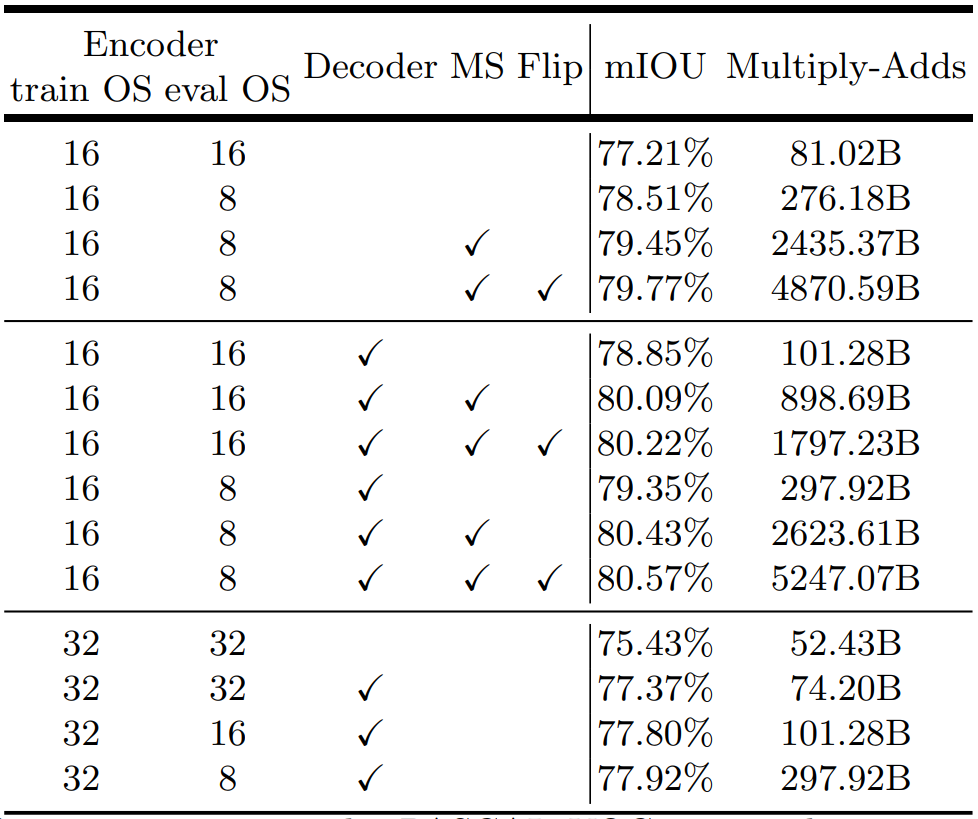 Encoder
train OS eval OS Decoder MS Flip mIOU Multiply-Adds
16 16 77.21% 81.02B
16 8 78.51% 276.18B
16 8 ✓ 79.45% 2435.37B
16 8 ✓ ✓ 79.77% 4870.59B
16 16 ✓ 78.85% 101.28B
16 16 ✓ ✓ 80.09% 898.69B
16 16 ✓ ✓ ✓ 80.22% 1797.23B
16 8 ✓ 79.35% 297.92B
16 8 ✓ ✓ 80.43% 2623.61B
16 8 ✓ ✓ ✓ 80.57% 5247.07B
32 32 75.43% 52.43B
32 32 ✓ 77.37% 74.20B
32 16 ✓ 77.80% 101.28B
32 8 ✓ 77.92% 297.92B